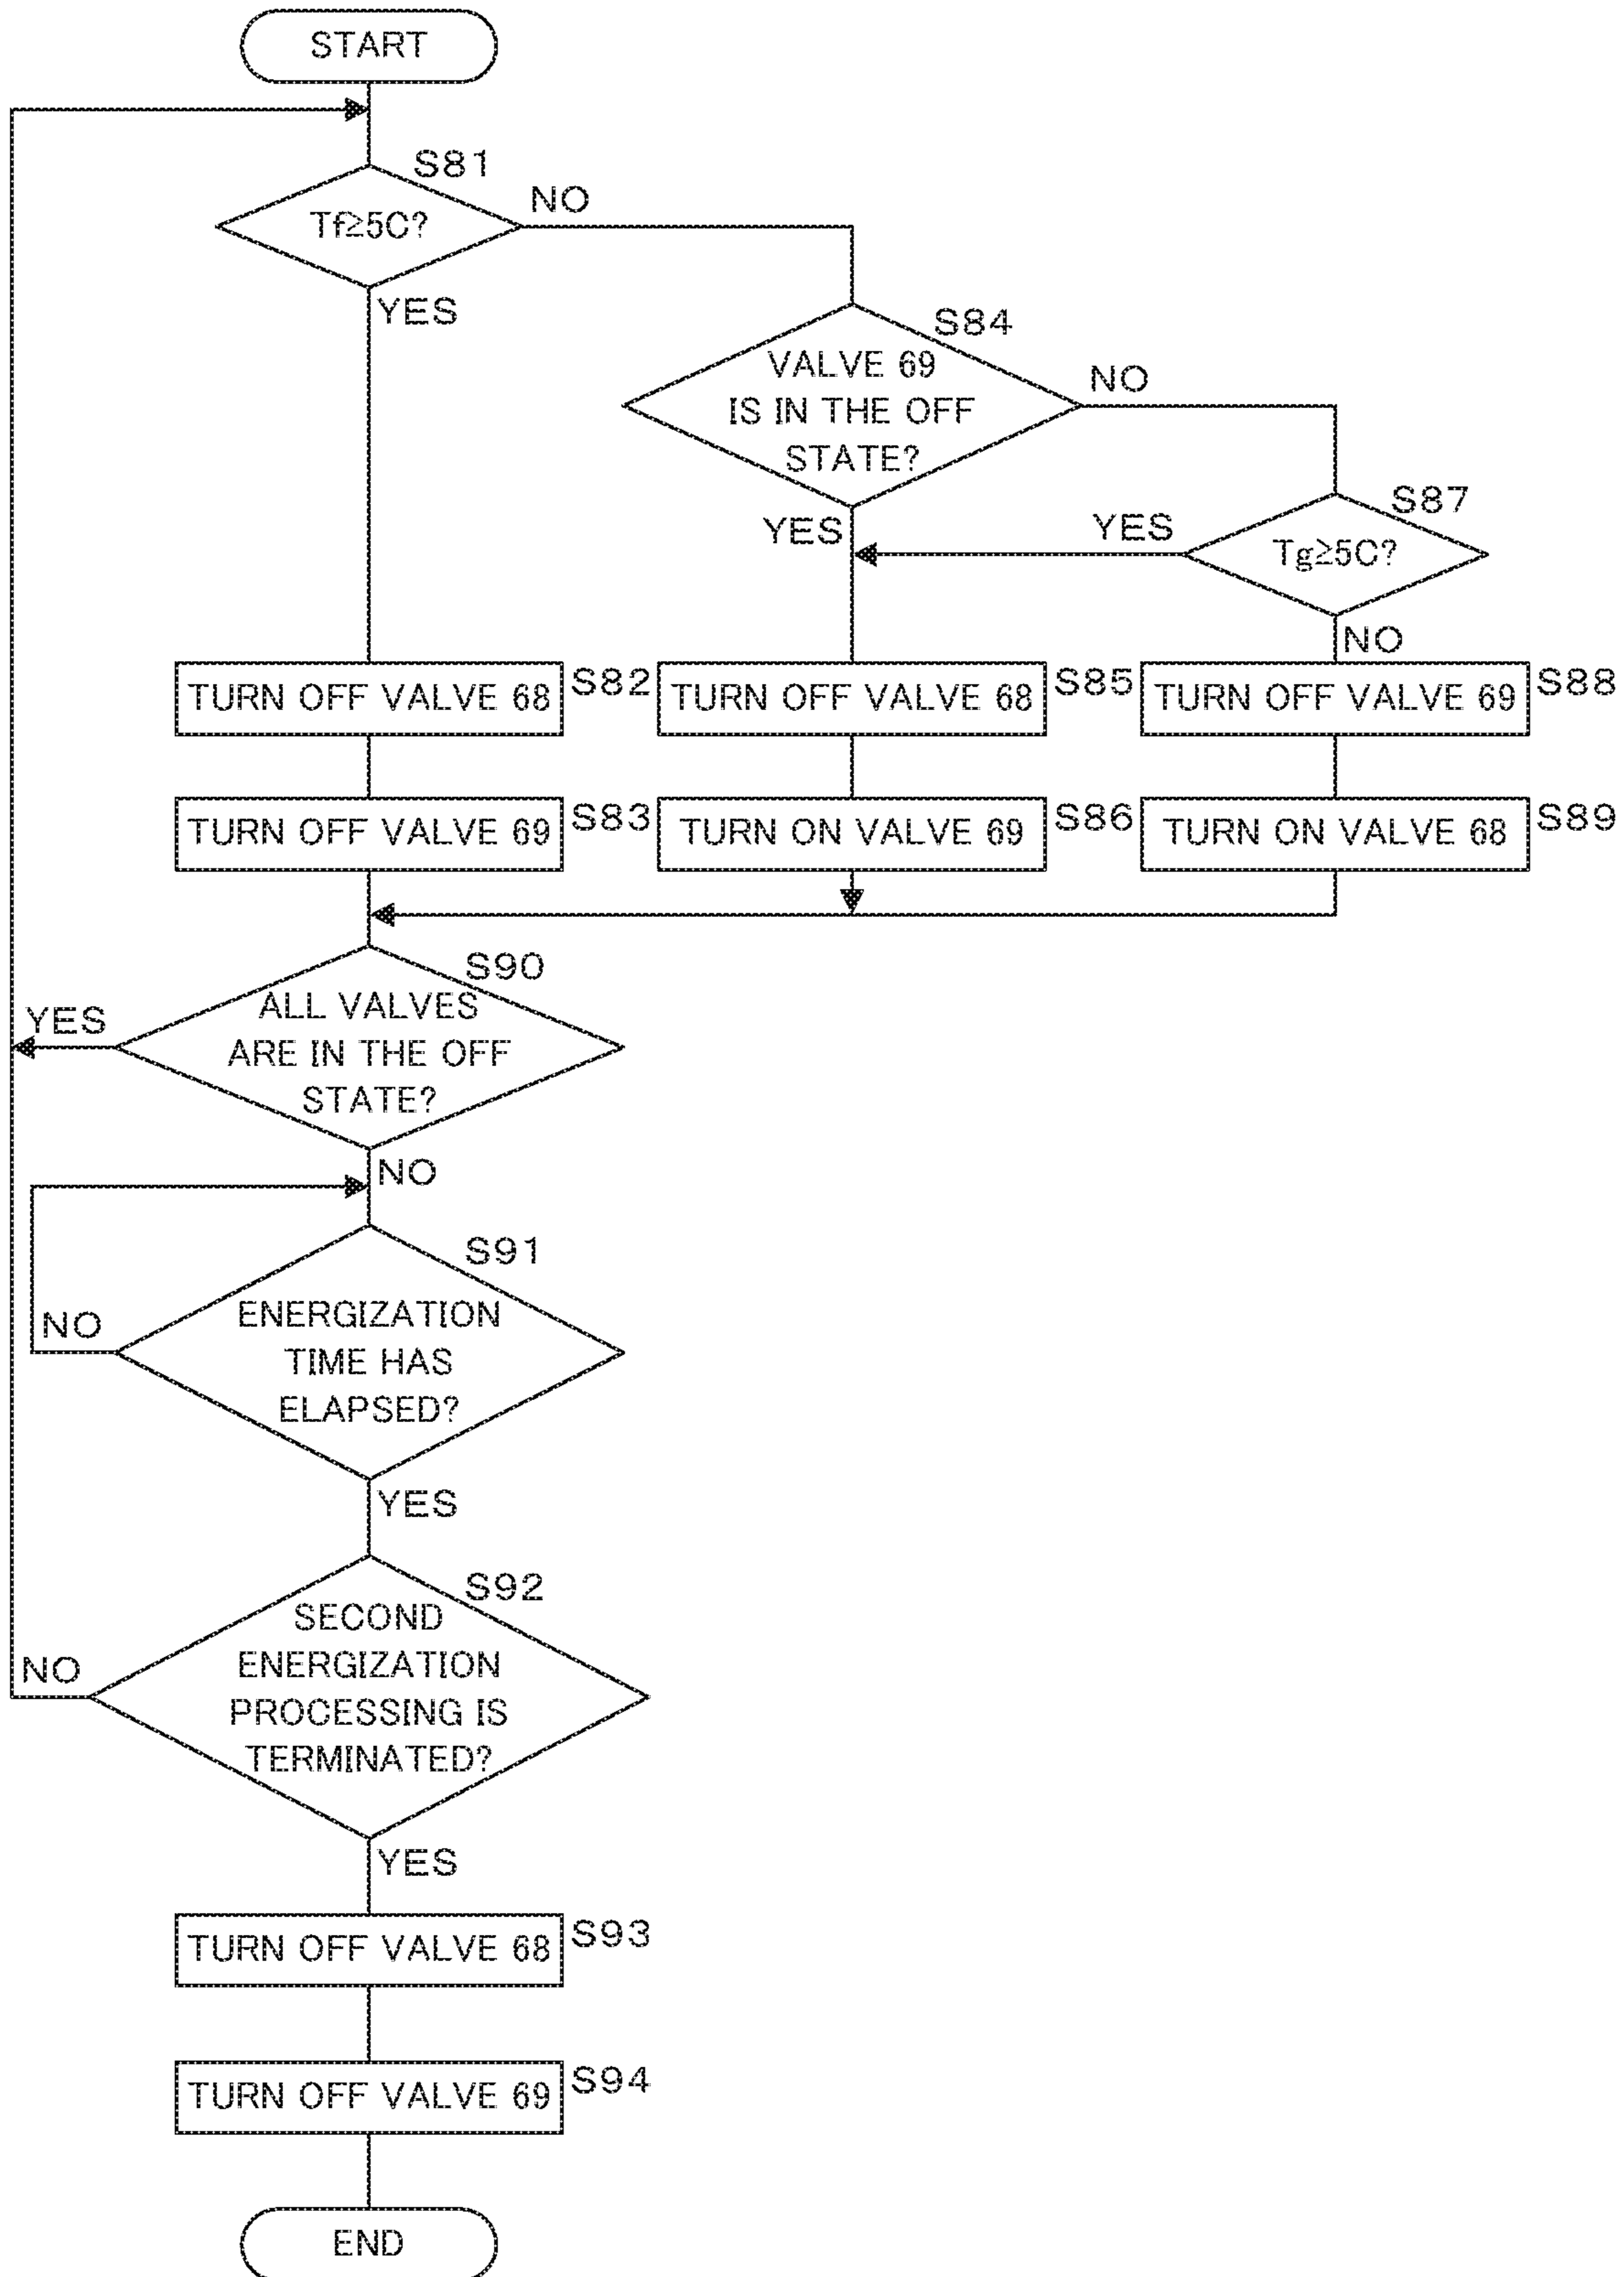 START
S81
Tf≥5C?
NO
YES
S84
VALVE 69
IS IN THE OFF
STATE?
NO
YES
S87
Tg≥5C?
YES
NO
TURN OFF VALVE 68
S82
TURN OFF VALVE 68
S85
TURN OFF VALVE 69
S88
TURN OFF VALVE 69
S83
TURN ON VALVE 69
S86
TURN ON VALVE 68
S89
S90
ALL VALVES
ARE IN THE OFF
STATE?
YES
NO
S91
ENERGIZATION
TIME HAS
ELAPSED?
NO
YES
S92
SECOND
ENERGIZATION
PROCESSING IS
TERMINATED?
NO
YES
TURN OFF VALVE 68
S93
TURN OFF VALVE 69
S94
END